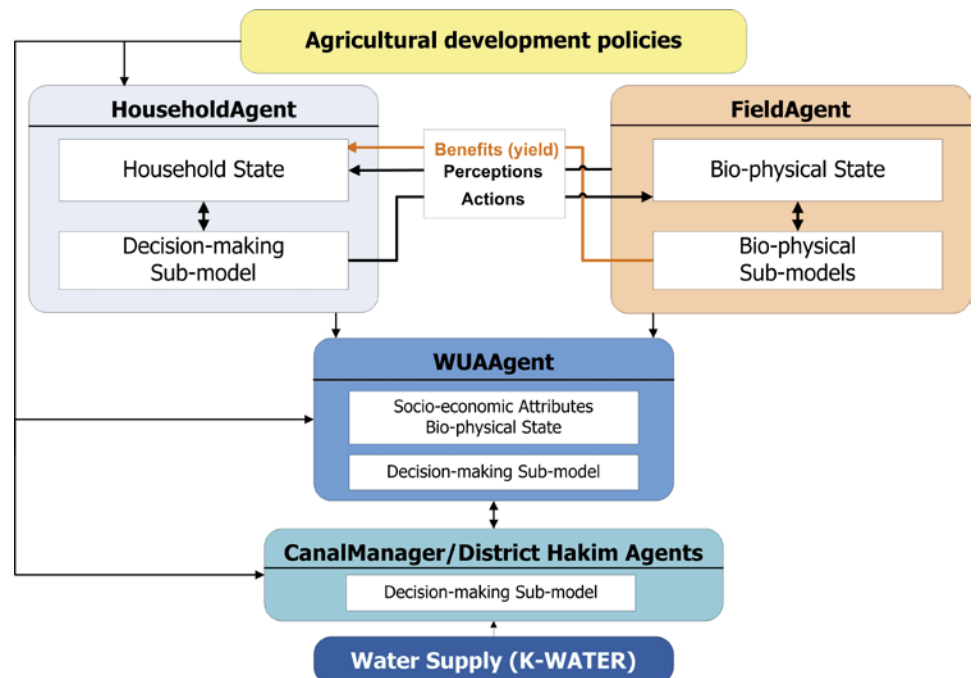 Agricultural development policies
HouseholdAgent
Household State
Decision-making
Sub-model
Benefits (yield)
Perceptions
Actions
FieldAgent
Bio-physical State
Bio-physical
Sub-models
WUAAgent
Socio-economic Attributes
Bio-physical State
Decision-making Sub-model
CanalManager/District Hakim Agents
Decision-making Sub-model
Water Supply (K-WATER)